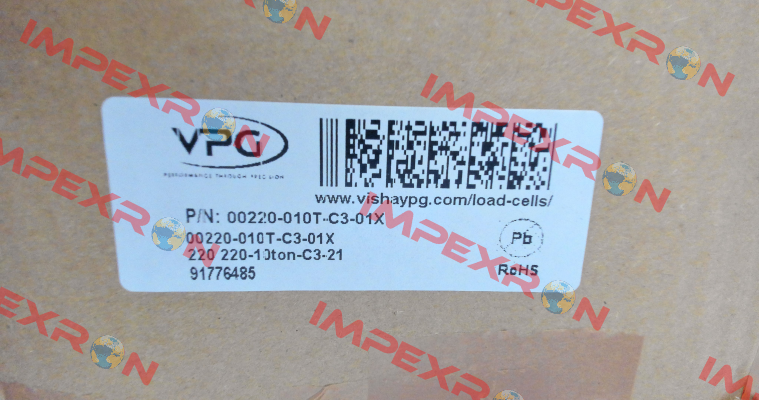 VPG
PERFORMANCE THROUGH PRECISION
www.vishaypg.com/load-cells/
P/N: 00220-010T-C3-01X
00220-010T-C3-01X
220 220-10ton-C3-21
91776485
Pb
RoHS
IMPEXRON
IMPEXRON
IMPEXRON
IMPEXRON
IMPEXRON
IMPEXRON
IMPEXRON